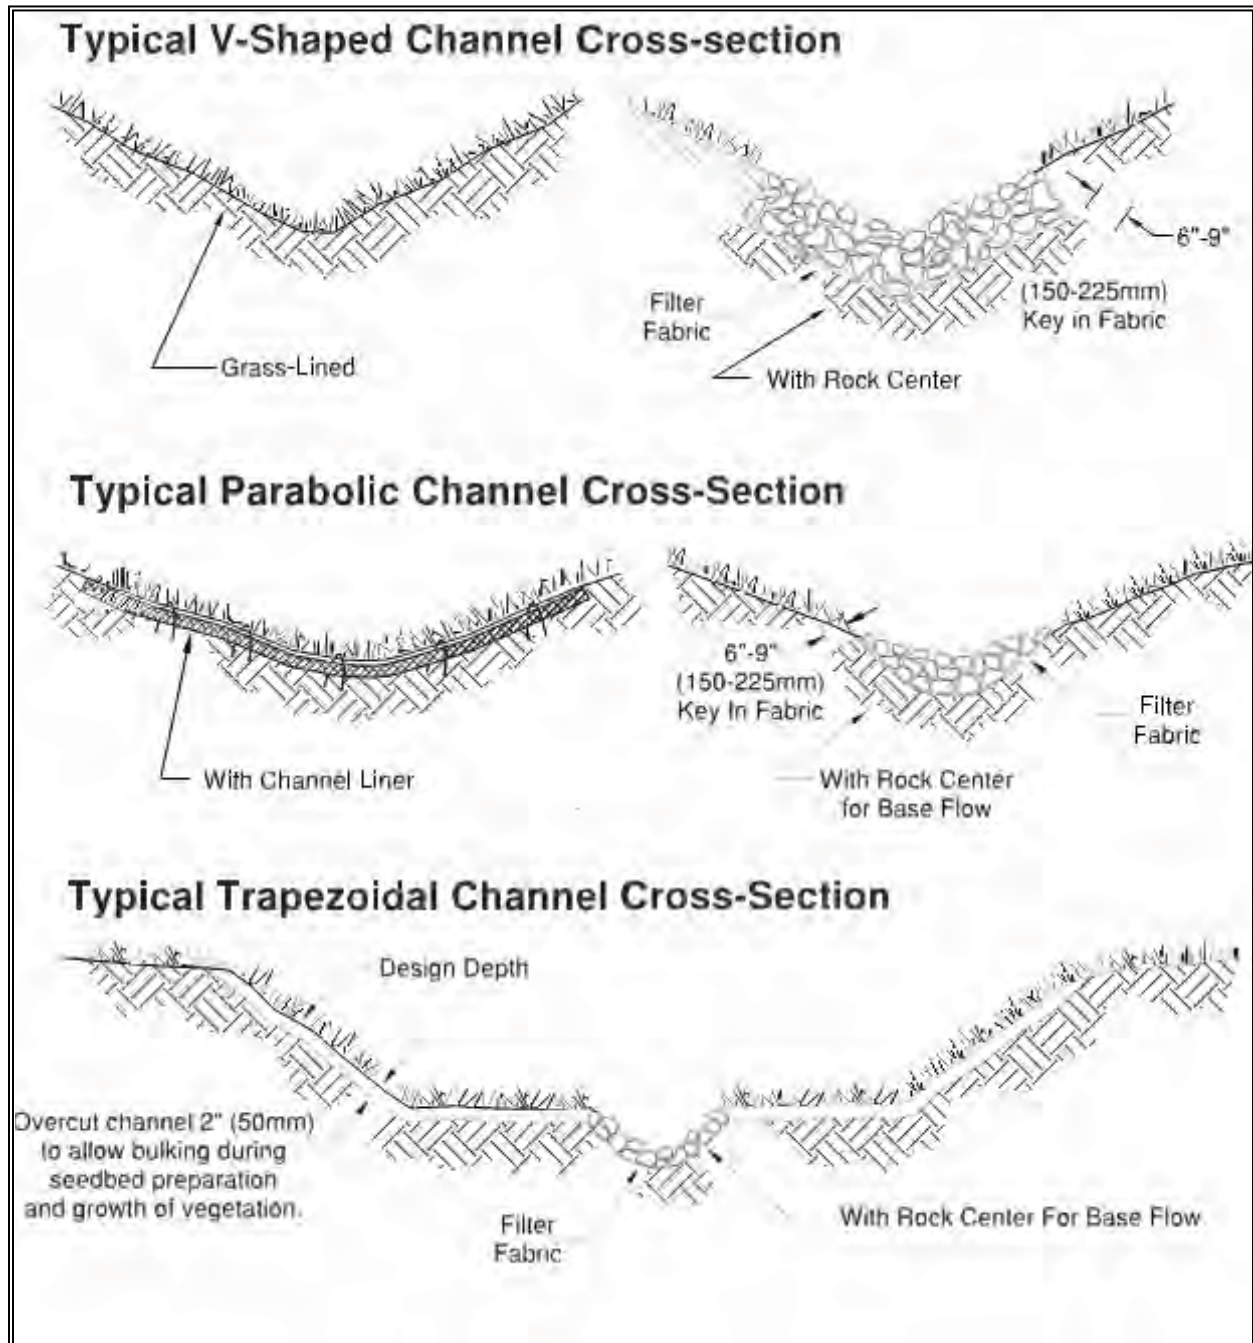 Typical V-Shaped Channel Cross-section
6"-9"
Filter
Fabric
(150-225mm)
Key in Fabric
Grass-Lined
With Rock Center
Typical Parabolic Channel Cross-Section
6"-9"
(150-225mm)
Key In Fabric
Filter
Fabric
With Channel Liner
With Rock Center
for Base Flow
Typical Trapezoidal Channel Cross-Section
Design Depth
Overcut channel 2" (50mm)
to allow bulking during
seedbed preparation
and growth of vegetation.
Filter
Fabric
With Rock Center For Base Flow